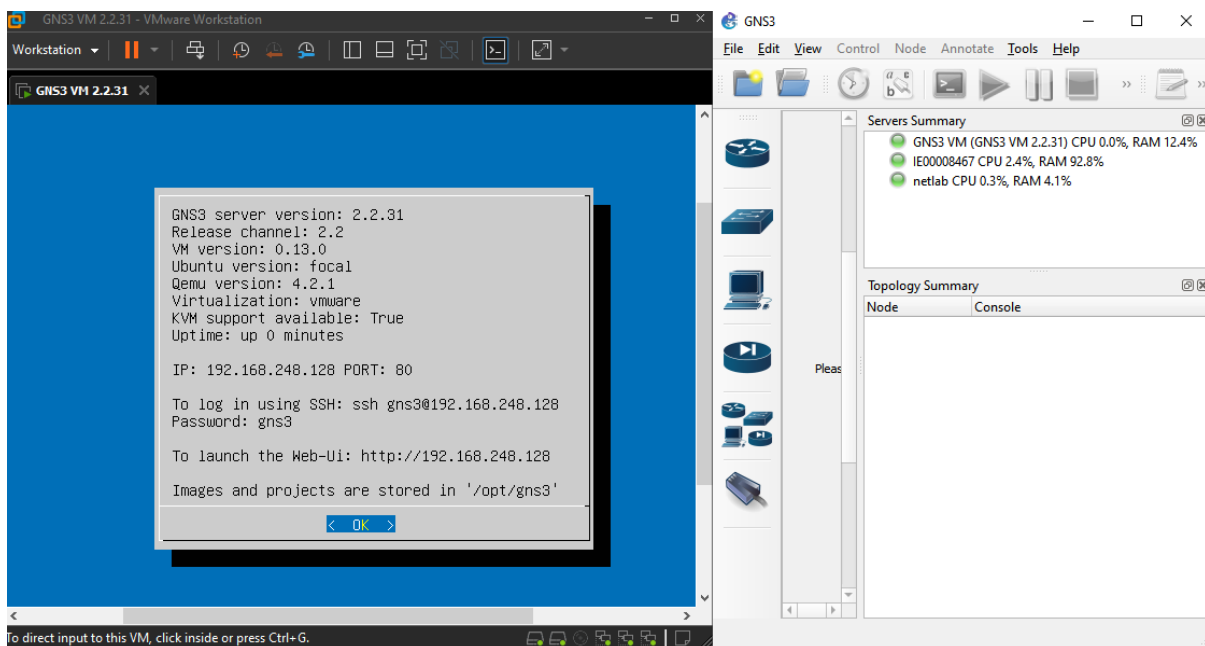 GNS3 VM 2.2.31 - VMware Workstation
Workstation
GNS3 VM 2.2.31
GNS3 server version: 2.2.31
Release channel: 2.2
VM version: 0.13.0
Ubuntu version: focal
Qemu version: 4.2.1
Virtualization: vmware
KVM support available: True
Uptime: up 0 minutes
IP: 192.168.248.128 PORT: 80
To log in using SSH: ssh gns3@192.168.248.128
Password: gns3
To launch the Web-Ui: http://192.168.248.128
Images and projects are stored in '/opt/gns3'
< OK >
To direct input to this VM, click inside or press Ctrl+G.
GNS3
File Edit View Control Node Annotate Tools Help
Servers Summary
GNS3 VM (GNS3 VM 2.2.31) CPU 0.0%, RAM 12.4%
IE00008467 CPU 2.4%, RAM 92.8%
netlab CPU 0.3%, RAM 4.1%
Topology Summary
Node Console
Pleas